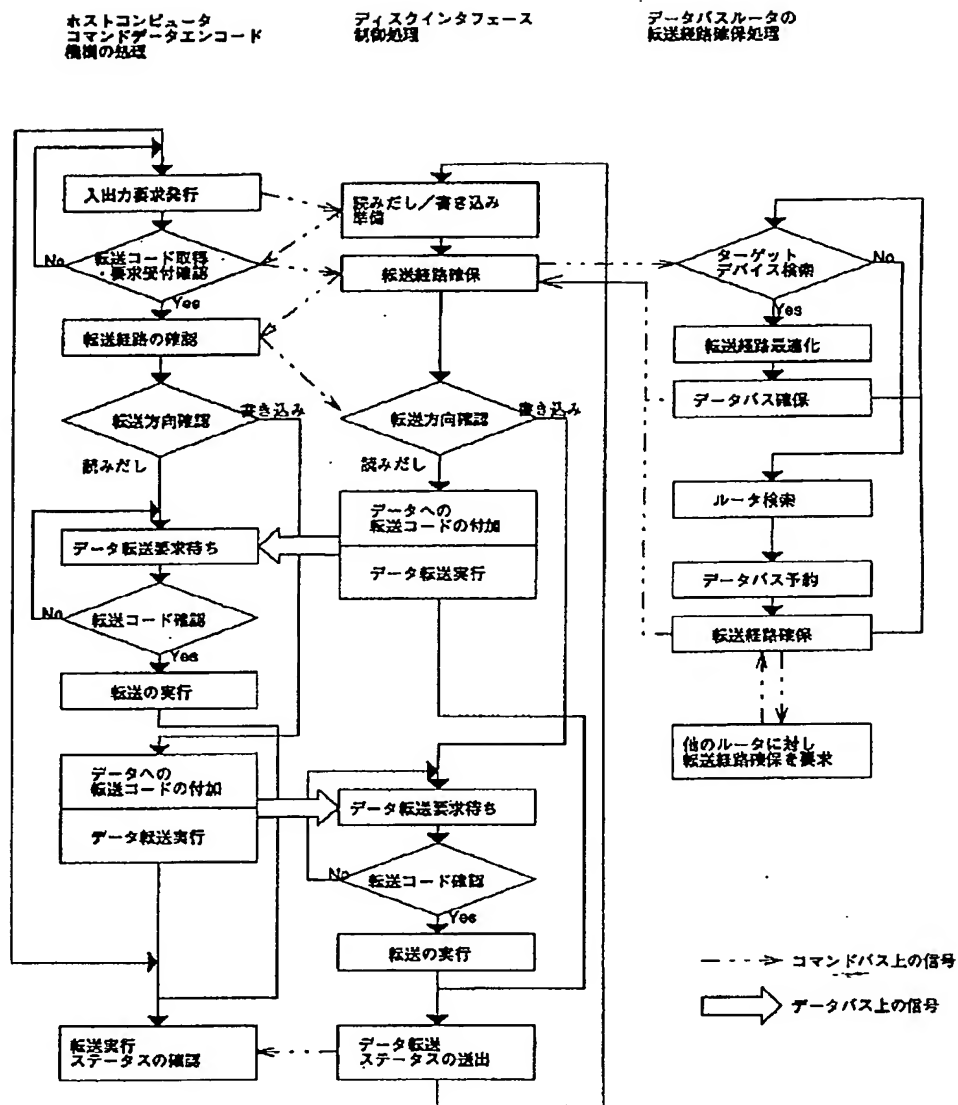 ホストコンピュータ
コマンドデータエンコード
機構の処理
ディスクインタフェース
制御処理
データバスルータの
転送経路確保処理
入出力要求発行
転送コード取得
・要求受付確認
No
Yes
転送経路の確認
転送方向確認
書き込み
読みだし
データ転送要求待ち
転送コード確認
No
Yes
転送の実行
データへの
転送コードの付加
データ転送実行
転送実行
ステータスの確認
読みだし／書き込み
準備
転送経路確保
転送方向確認
書き込み
読みだし
データへの
転送コードの付加
データ転送実行
データ転送要求待ち
転送コード確認
No
Yes
転送の実行
データ転送
ステータスの送出
ターゲット
デバイス検索
No
Yes
転送経路最適化
データバス確保
ルータ検索
データバス予約
転送経路確保
他のルータに対し
転送経路確保を要求
コマンドバス上の信号
データバス上の信号